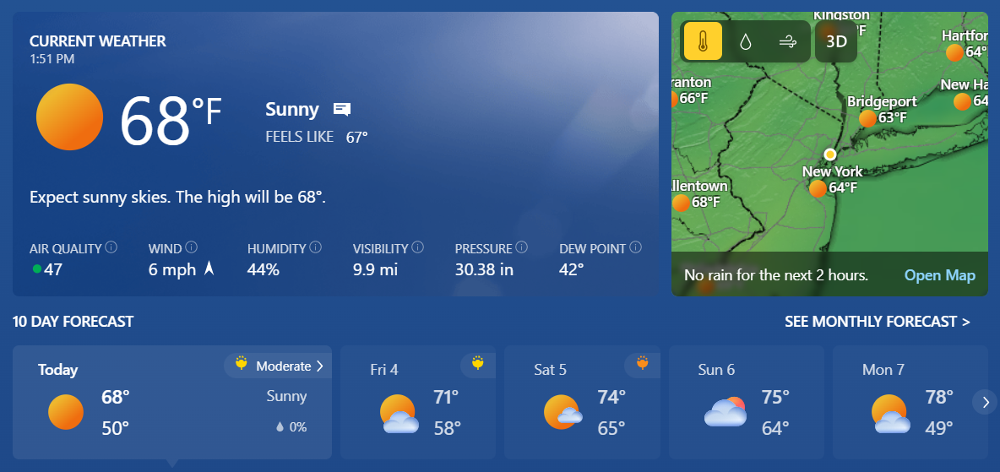 CURRENT WEATHER
1:51 PM
68°F
Sunny
FEELS LIKE 67°
Expect sunny skies. The high will be 68°.
AIR QUALITY
47
WIND
6 mph
HUMIDITY
44%
VISIBILITY
9.9 mi
PRESSURE
30.38 in
DEW POINT
42°
Kingston
°F
3D
Hartfor
64°
ranton
66°F
New Ha
64
Bridgeport
63°F
New York
64°F
llentown
68°F
No rain for the next 2 hours.
Open Map
10 DAY FORECAST
SEE MONTHLY FORECAST >
Today
Moderate
68°
Sunny
50°
0%
Fri 4
71°
58°
Sat 5
74°
65°
Sun 6
75°
64°
Mon 7
78°
49°